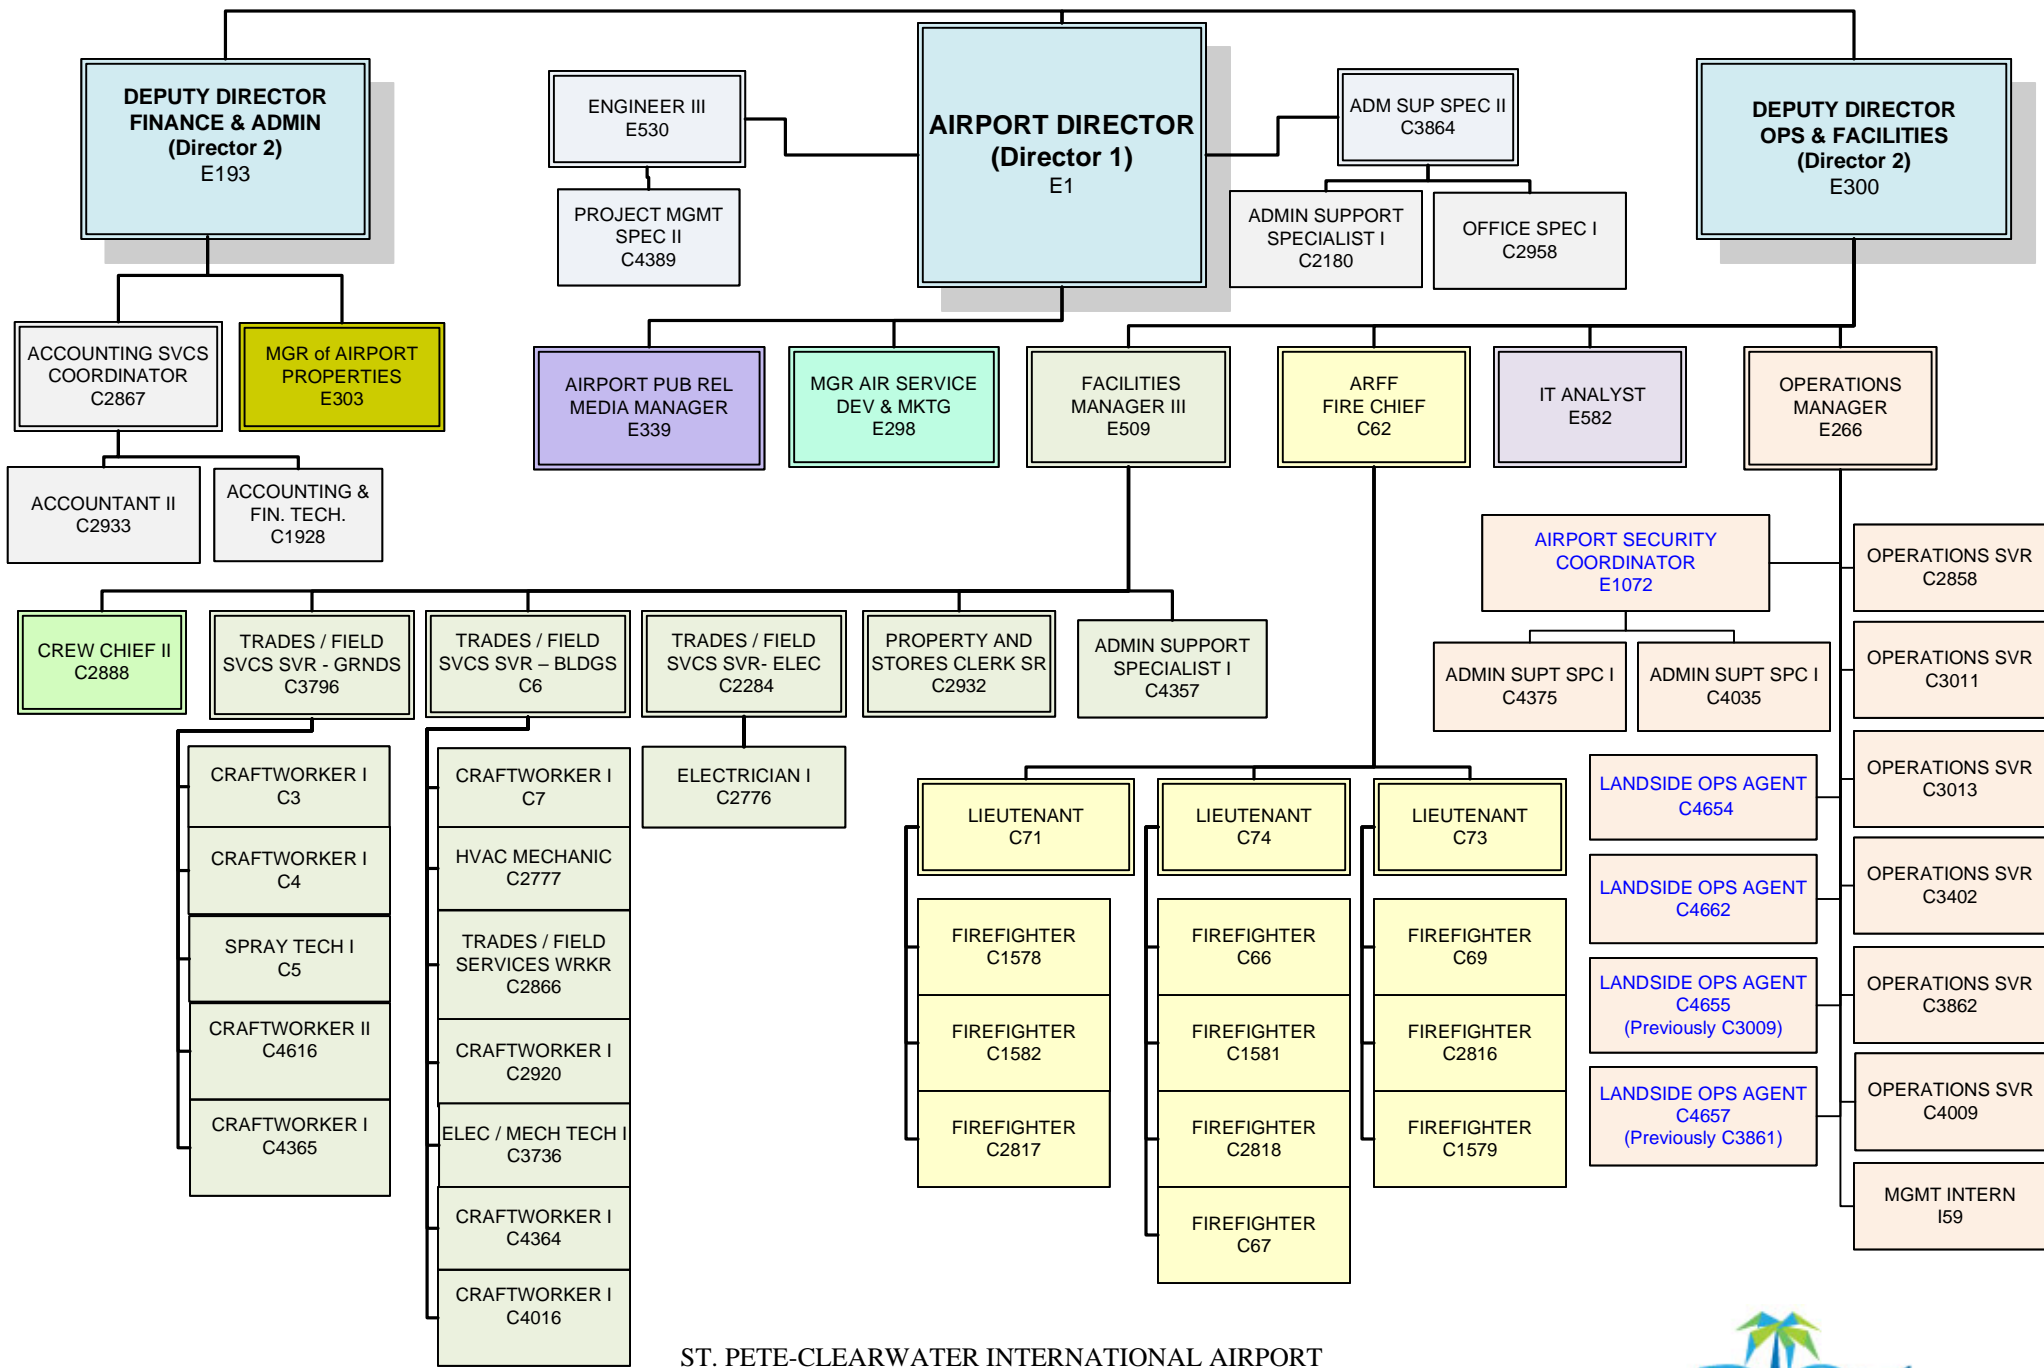 DEPUTY DIRECTOR
FINANCE & ADMIN
(Director 2)
E193
ENGINEER III
E530
PROJECT MGMT
SPEC II
C4389
AIRPORT DIRECTOR
(Director 1)
E1
ADM SUP SPEC II
C3864
ADMIN SUPPORT
SPECIALIST I
C2180
OFFICE SPEC I
C2958
DEPUTY DIRECTOR
OPS & FACILITIES
(Director 2)
E300
ACCOUNTING SVCS
COORDINATOR
C2867
MGR of AIRPORT
PROPERTIES
E303
ACCOUNTANT II
C2933
ACCOUNTING &
FIN. TECH.
C1928
AIRPORT PUB REL
MEDIA MANAGER
E339
MGR AIR SERVICE
DEV & MKTG
E298
FACILITIES
MANAGER III
E509
ARFF
FIRE CHIEF
C62
IT ANALYST
E582
OPERATIONS
MANAGER
E266
CREW CHIEF II
C2888
TRADES / FIELD
SVCS SVR - GRNDS
C3796
TRADES / FIELD
SVCS SVR – BLDGS
C6
TRADES / FIELD
SVCS SVR- ELEC
C2284
PROPERTY AND
STORES CLERK SR
C2932
ADMIN SUPPORT
SPECIALIST I
C4357
CRAFTWORKER I
C3
CRAFTWORKER I
C4
SPRAY TECH I
C5
CRAFTWORKER II
C4616
CRAFTWORKER I
C4365
CRAFTWORKER I
C7
HVAC MECHANIC
C2777
TRADES / FIELD
SERVICES WRKR
C2866
CRAFTWORKER I
C2920
ELEC / MECH TECH I
C3736
CRAFTWORKER I
C4364
CRAFTWORKER I
C4016
ELECTRICIAN I
C2776
LIEUTENANT
C71
FIREFIGHTER
C1578
FIREFIGHTER
C1582
FIREFIGHTER
C2817
LIEUTENANT
C74
FIREFIGHTER
C66
FIREFIGHTER
C1581
FIREFIGHTER
C2818
FIREFIGHTER
C67
LIEUTENANT
C73
FIREFIGHTER
C69
FIREFIGHTER
C2816
FIREFIGHTER
C1579
AIRPORT SECURITY
COORDINATOR
E1072
ADMIN SUPT SPC I
C4375
ADMIN SUPT SPC I
C4035
LANDSIDE OPS AGENT
C4654
LANDSIDE OPS AGENT
C4662
LANDSIDE OPS AGENT
C4655
(Previously C3009)
LANDSIDE OPS AGENT
C4657
(Previously C3861)
OPERATIONS SVR
C2858
OPERATIONS SVR
C3011
OPERATIONS SVR
C3013
OPERATIONS SVR
C3402
OPERATIONS SVR
C3862
OPERATIONS SVR
C4009
MGMT INTERN
I59
ST. PETE-CLEARWATER INTERNATIONAL AIRPORT